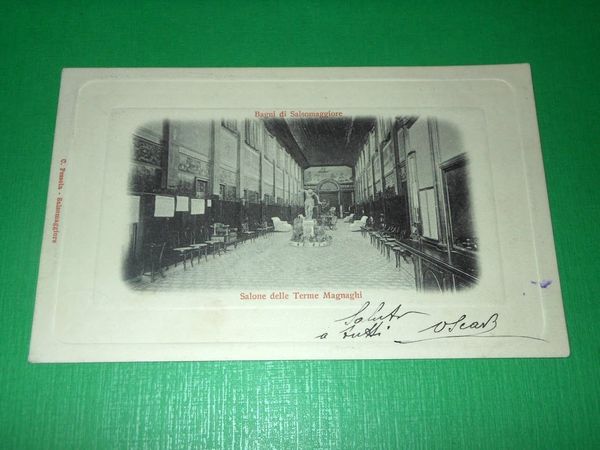 Bagni di Salsomaggiore
Salone delle Terme Magnaghi
Saluti
a tutti
Oscar B